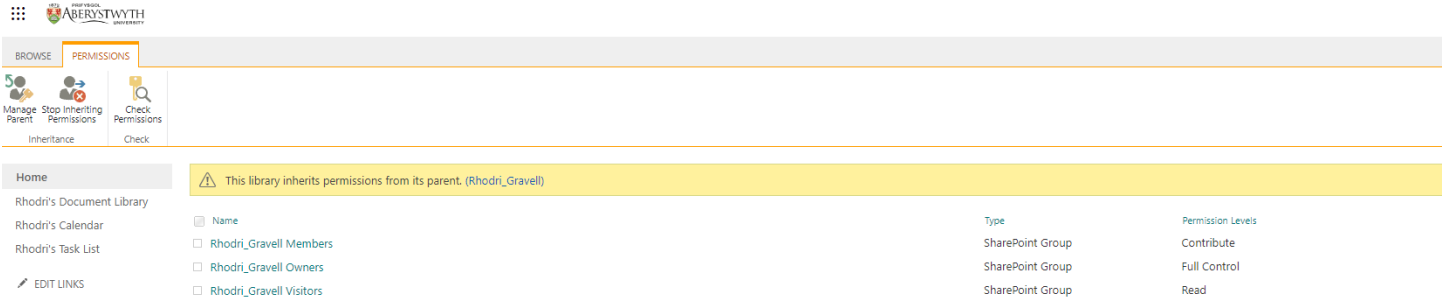 PRIFYSGOL
ABERYSTWYTH
UNIVERSITY
BROWSE PERMISSIONS
Manage Parent
Stop Inheriting Permissions
Check Permissions
Inheritance Check
Home
Rhodri's Document Library
Rhodri's Calendar
Rhodri's Task List
EDIT LINKS
This library inherits permissions from its parent. (Rhodri_Gravell)
Name Type Permission Levels
Rhodri_Gravell Members SharePoint Group Contribute
Rhodri_Gravell Owners SharePoint Group Full Control
Rhodri_Gravell Visitors SharePoint Group Read